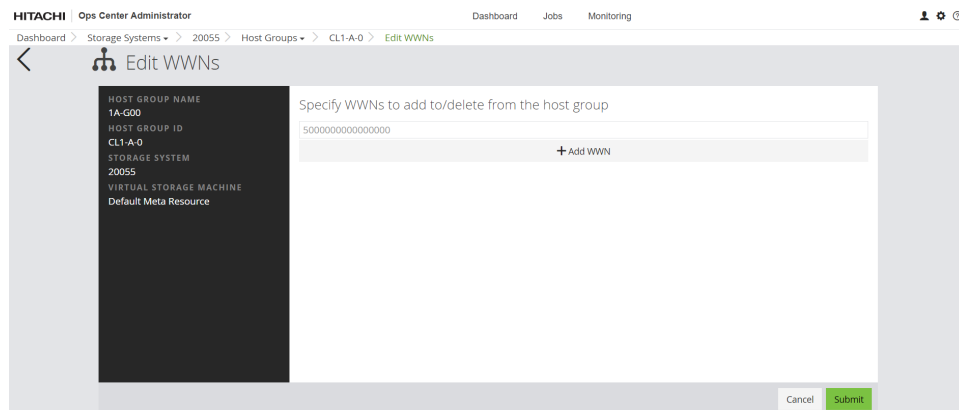 HITACHI Ops Center Administrator Dashboard Jobs Monitoring
Dashboard Storage Systems 20055 Host Groups CL1-A-0 Edit WWNs
Edit WWNs
HOST GROUP NAME
1A-G00
HOST GROUP ID
CL1-A-0
STORAGE SYSTEM
20055
VIRTUAL STORAGE MACHINE
Default Meta Resource
Specify WWNs to add to/delete from the host group
5000000000000000
+ Add WWN
Cancel Submit